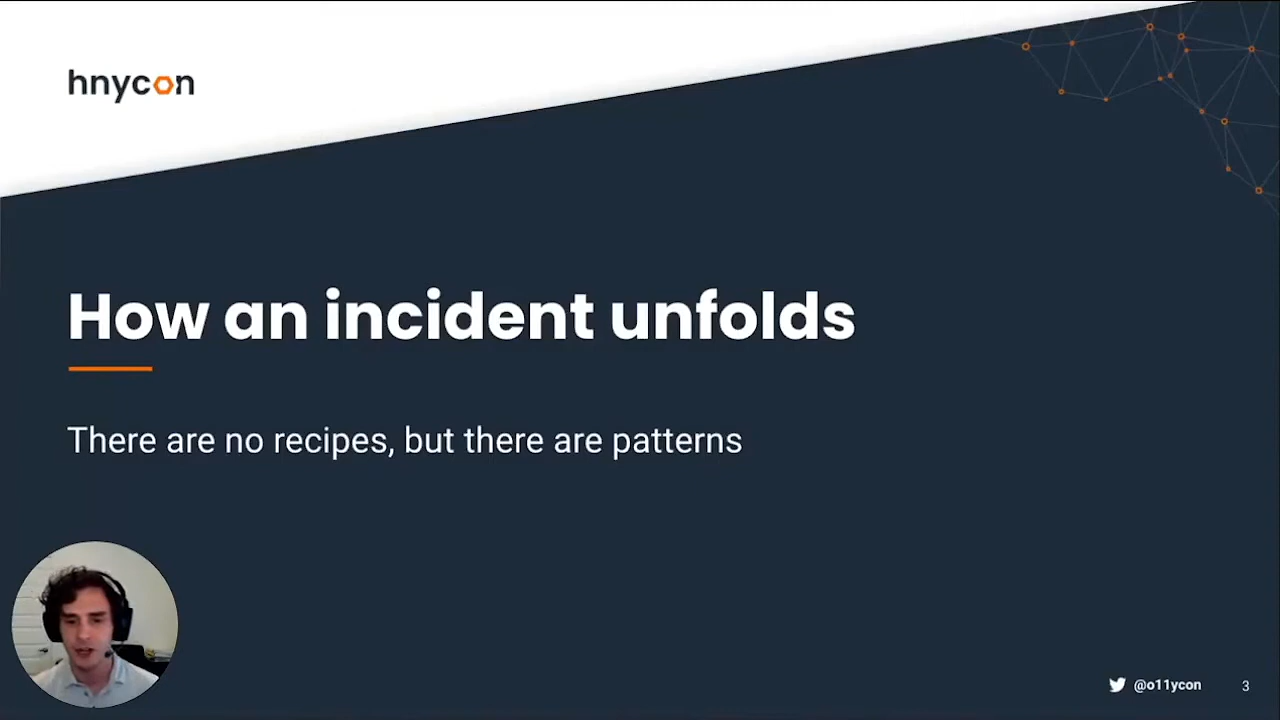 hnycon
How an incident unfolds
There are no recipes, but there are patterns
@o11ycon
3